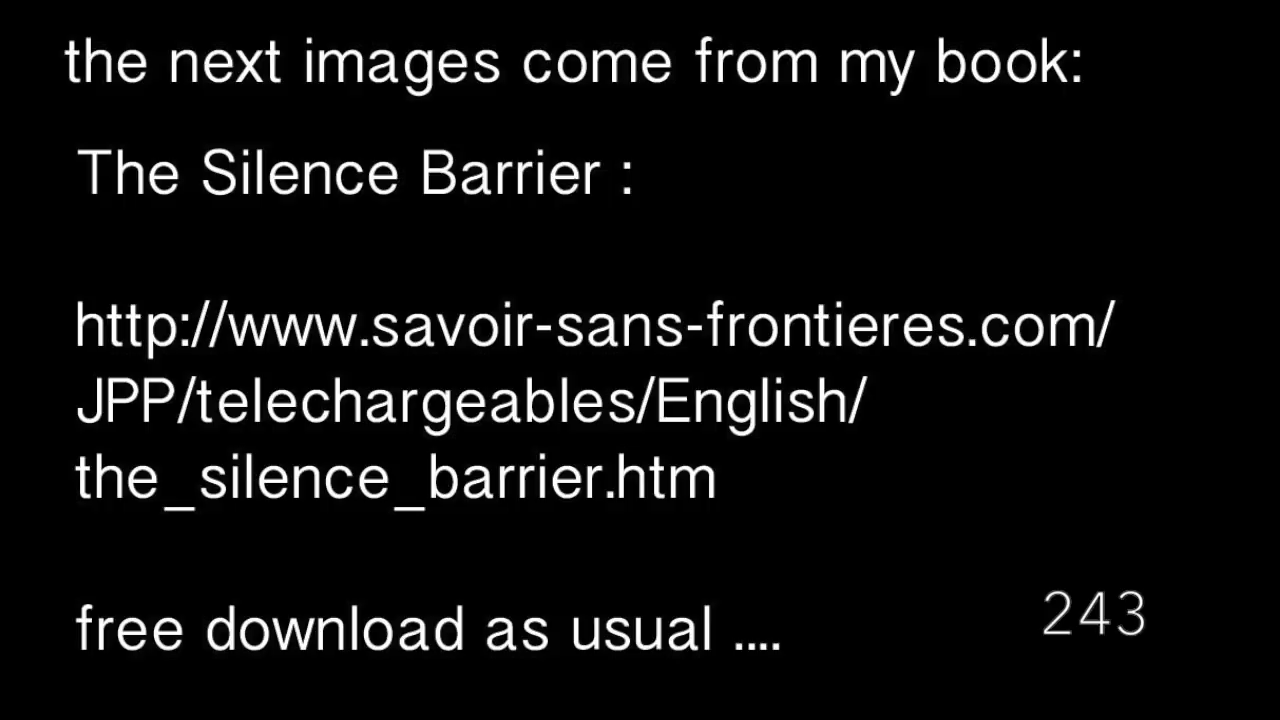 the next images come from my book:
The Silence Barrier :
http://www.savoir-sans-frontieres.com/
JPP/telechargeables/English/
the_silence_barrier.htm
free download as usual ....
243